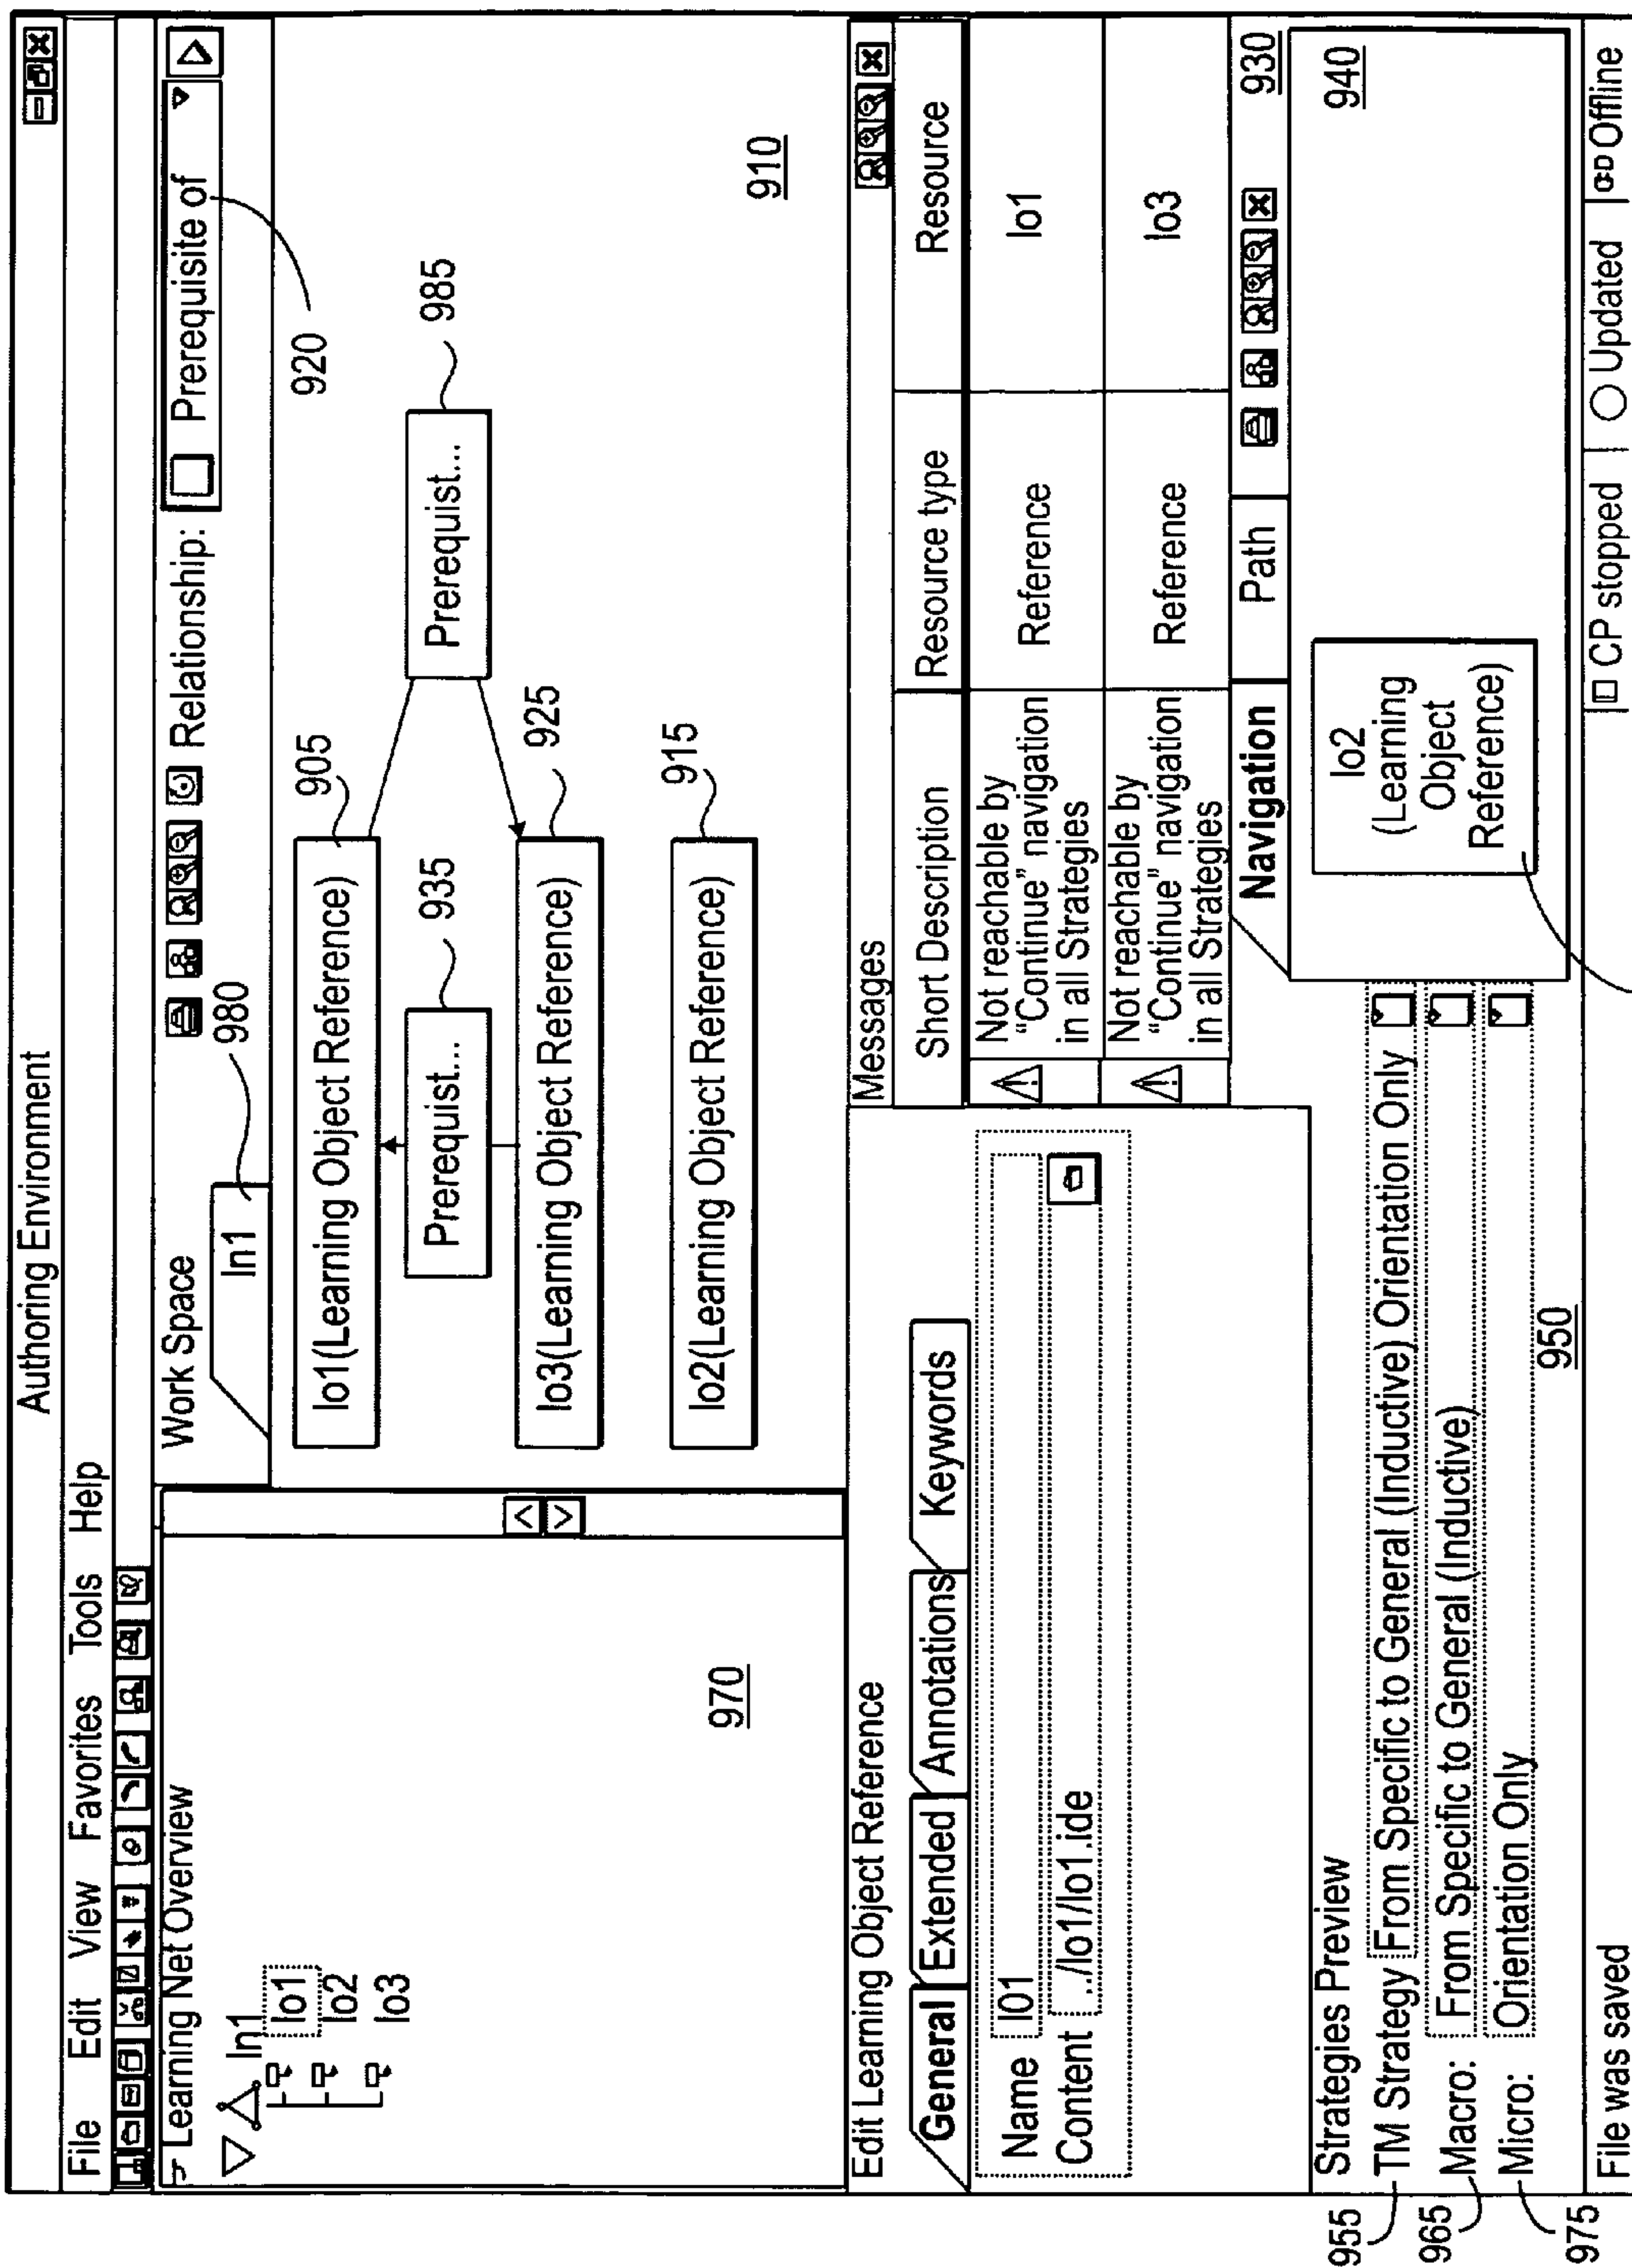 Authoring Environment
File Edit View Favorites Tools Help
Learning Net Overview
ln1
lo1
lo2
lo3
970
Work Space
Relationship: Prerequisite of
ln1
980
920
lo1(Learning Object Reference)
905
Prerequist...
935
Prerequist...
985
lo3(Learning Object Reference)
925
lo2(Learning Object Reference)
915
910
Edit Learning Object Reference
General Extended Annotations Keywords
Name l01
Content ../lo1/lo1.ide
Messages
Short Description Resource type Resource
Not reachable by
“Continue” navigation
in all Strategies
Reference lo1
Not reachable by
“Continue” navigation
in all Strategies
Reference lo3
930
Strategies Preview
955 TM Strategy From Specific to General (Inductive) Orientation Only
965 Macro: From Specific to General (Inductive)
975 Micro: Orientation Only
950
Navigation Path
lo2
(Learning
Object
Reference)
940
File was saved
CP stopped Updated Offline